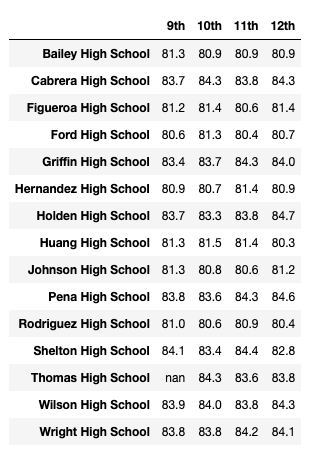 9th 10th 11th 12th
Bailey High School 81.3 80.9 80.9 80.9
Cabrera High School 83.7 84.3 83.8 84.3
Figueroa High School 81.2 81.4 80.6 81.4
Ford High School 80.6 81.3 80.4 80.7
Griffin High School 83.4 83.7 84.3 84.0
Hernandez High School 80.9 80.7 81.4 80.9
Holden High School 83.7 83.3 83.8 84.7
Huang High School 81.3 81.5 81.4 80.3
Johnson High School 81.3 80.8 80.6 81.2
Pena High School 83.8 83.6 84.3 84.6
Rodriguez High School 81.0 80.6 80.9 80.4
Shelton High School 84.1 83.4 84.4 82.8
Thomas High School nan 84.3 83.6 83.8
Wilson High School 83.9 84.0 83.8 84.3
Wright High School 83.8 83.8 84.2 84.1